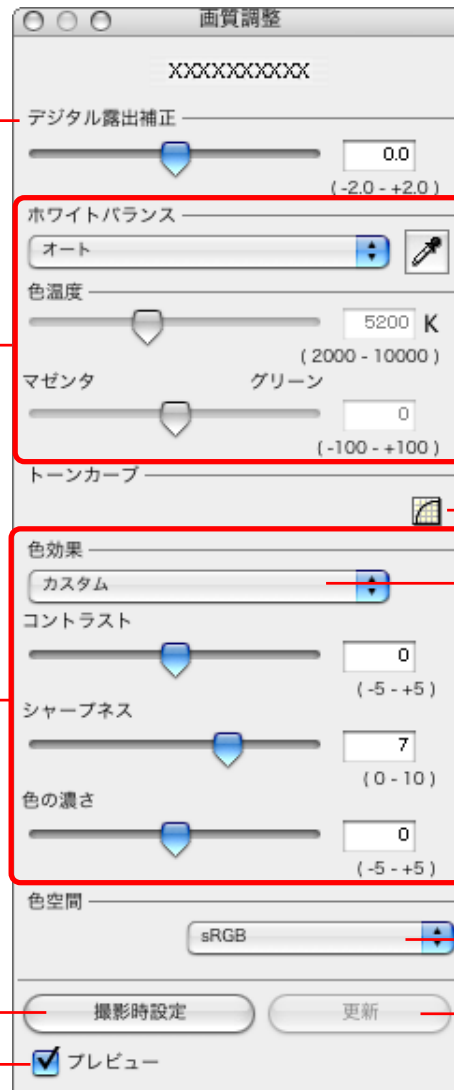 画質調整
XXXXXXXXXX
デジタル露出補正
0.0
(-2.0 - +2.0)
ホワイトバランス
オート
色温度
5200 K
(2000 - 10000)
マゼンタ グリーン
0
(-100 - +100)
トーンカーブ
色効果
カスタム
コントラスト
0
(-5 - +5)
シャープネス
7
(0 - 10)
色の濃さ
0
(-5 - +5)
色空間
sRGB
撮影時設定 更新
プレビュー